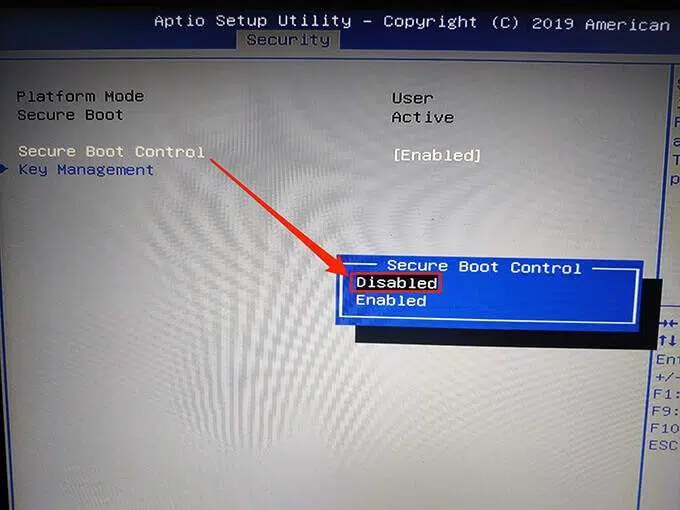 Aptio Setup Utility – Copyright (C) 2019 American
Security
Platform Mode User
Secure Boot Active
Secure Boot Control [Enabled]
Key Management
Secure Boot Control
Disabled
Enabled
Ent
+/-
F1:
F9:
F10
ESC